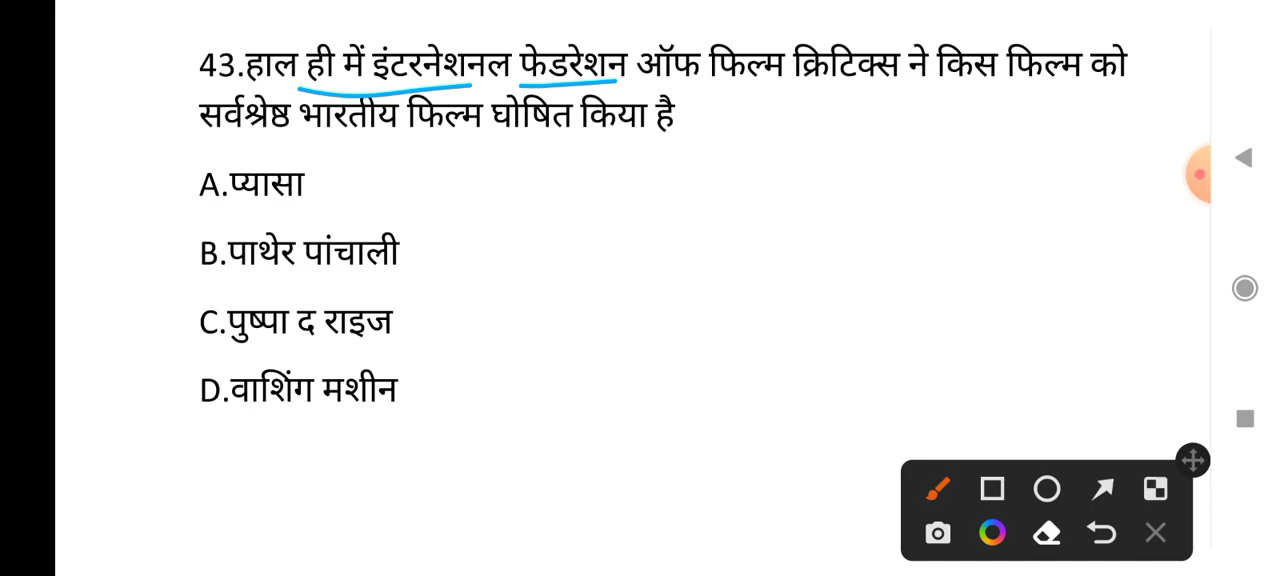 43.हाल ही में इंटरनेशनल फेडरेशन ऑफ फिल्म क्रिटिक्स ने किस फिल्म को
सर्वश्रेष्ठ भारतीय फिल्म घोषित किया है
A.प्यासा
B.पाथेर पांचाली
C.पुष्पा द राइज
D.वाशिंग मशीन